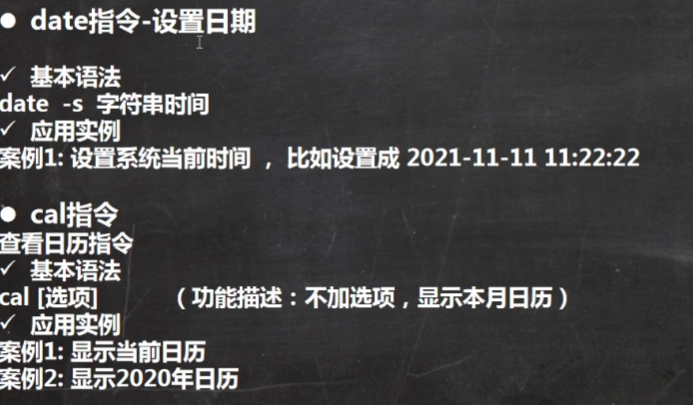 ● date指令-设置日期
✓ 基本语法
date -s 字符串时间
✓ 应用实例
案例1: 设置系统当前时间 ， 比如设置成 2021-11-11 11:22:22
● cal指令
查看日历指令
✓ 基本语法
cal [选项] （功能描述：不加选项，显示本月日历）
✓ 应用实例
案例1: 显示当前日历
案例2: 显示2020年日历